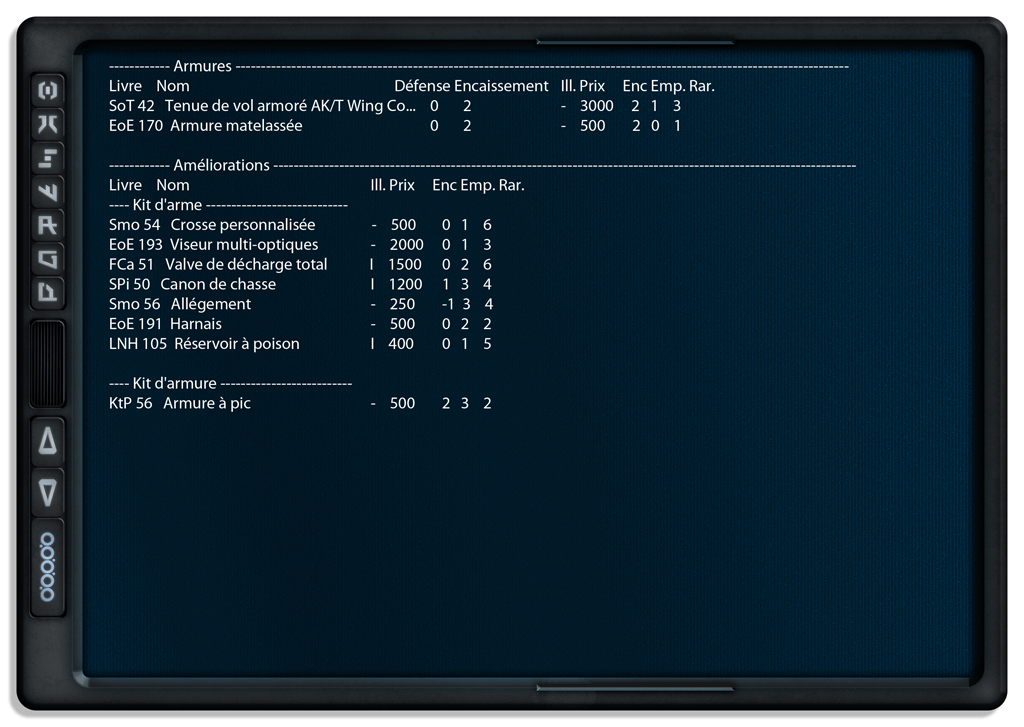 ------------ Armures --------------------------------------------------------------------------------------------------------------------------
Livre Nom Défense Encaissement Ill. Prix Enc Emp. Rar.
SoT 42 Tenue de vol armoré AK/T Wing Co... 0 2 - 3000 2 1 3
EoE 170 Armure matelassée 0 2 - 500 2 0 1
------------ Améliorations --------------------------------------------------------------------------------------------------------------------
Livre Nom Ill. Prix Enc Emp. Rar.
---- Kit d'arme ----------------------------
Smo 54 Crosse personnalisée - 500 0 1 6
EoE 193 Viseur multi-optiques - 2000 0 1 3
FCa 51 Valve de décharge total I 1500 0 2 6
SPi 50 Canon de chasse I 1200 1 3 4
Smo 56 Allégement - 250 -1 3 4
EoE 191 Harnais - 500 0 2 2
LNH 105 Réservoir à poison I 400 0 1 5
---- Kit d'armure --------------------------
KtP 56 Armure à pic - 500 2 3 2